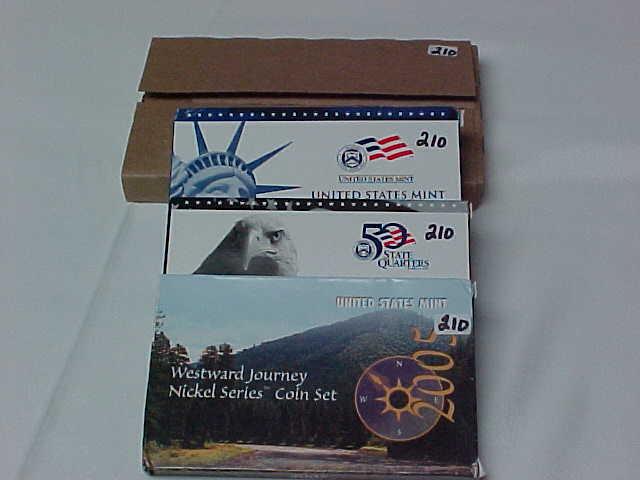 210
210
UNITED STATES MINT
UNITED STATES MINT
50
STATE
QUARTERS
210
UNITED STATES MINT
210
Westward Journey
Nickel Series™ Coin Set
2005
N
W
E
S